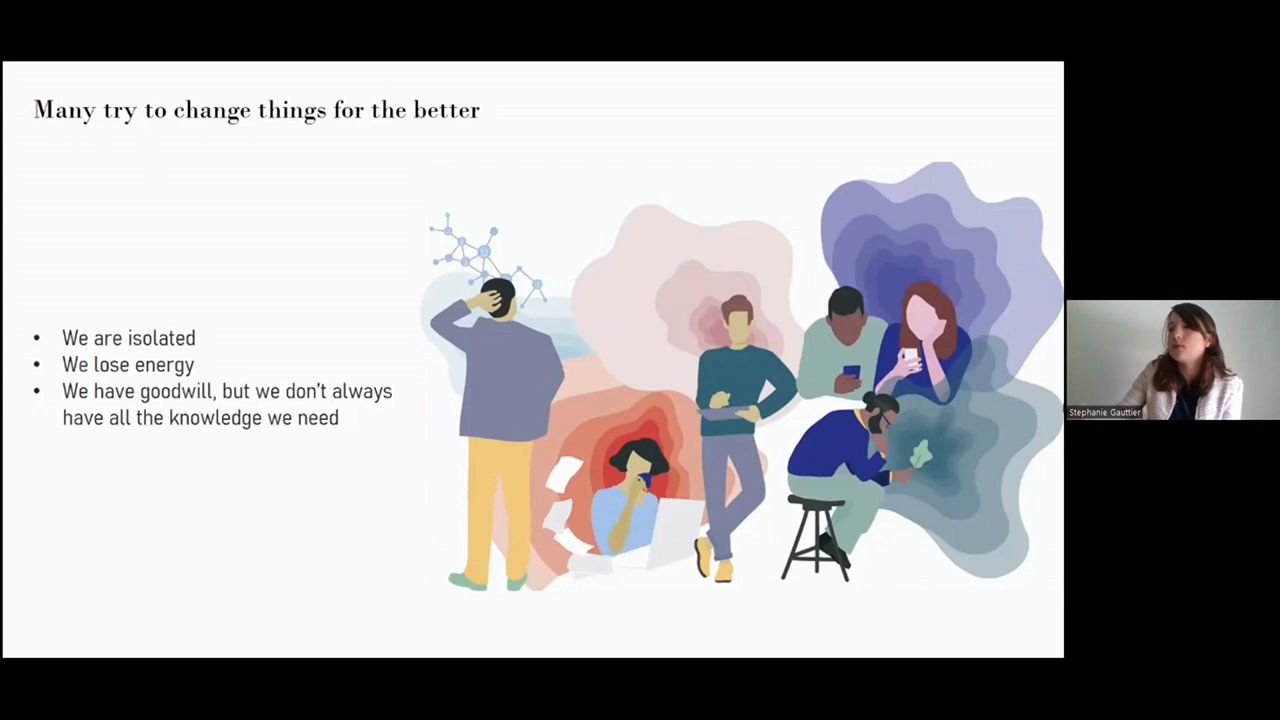 Many try to change things for the better
• We are isolated
• We lose energy
• We have goodwill, but we don't always
have all the knowledge we need
Stephanie Gauttier